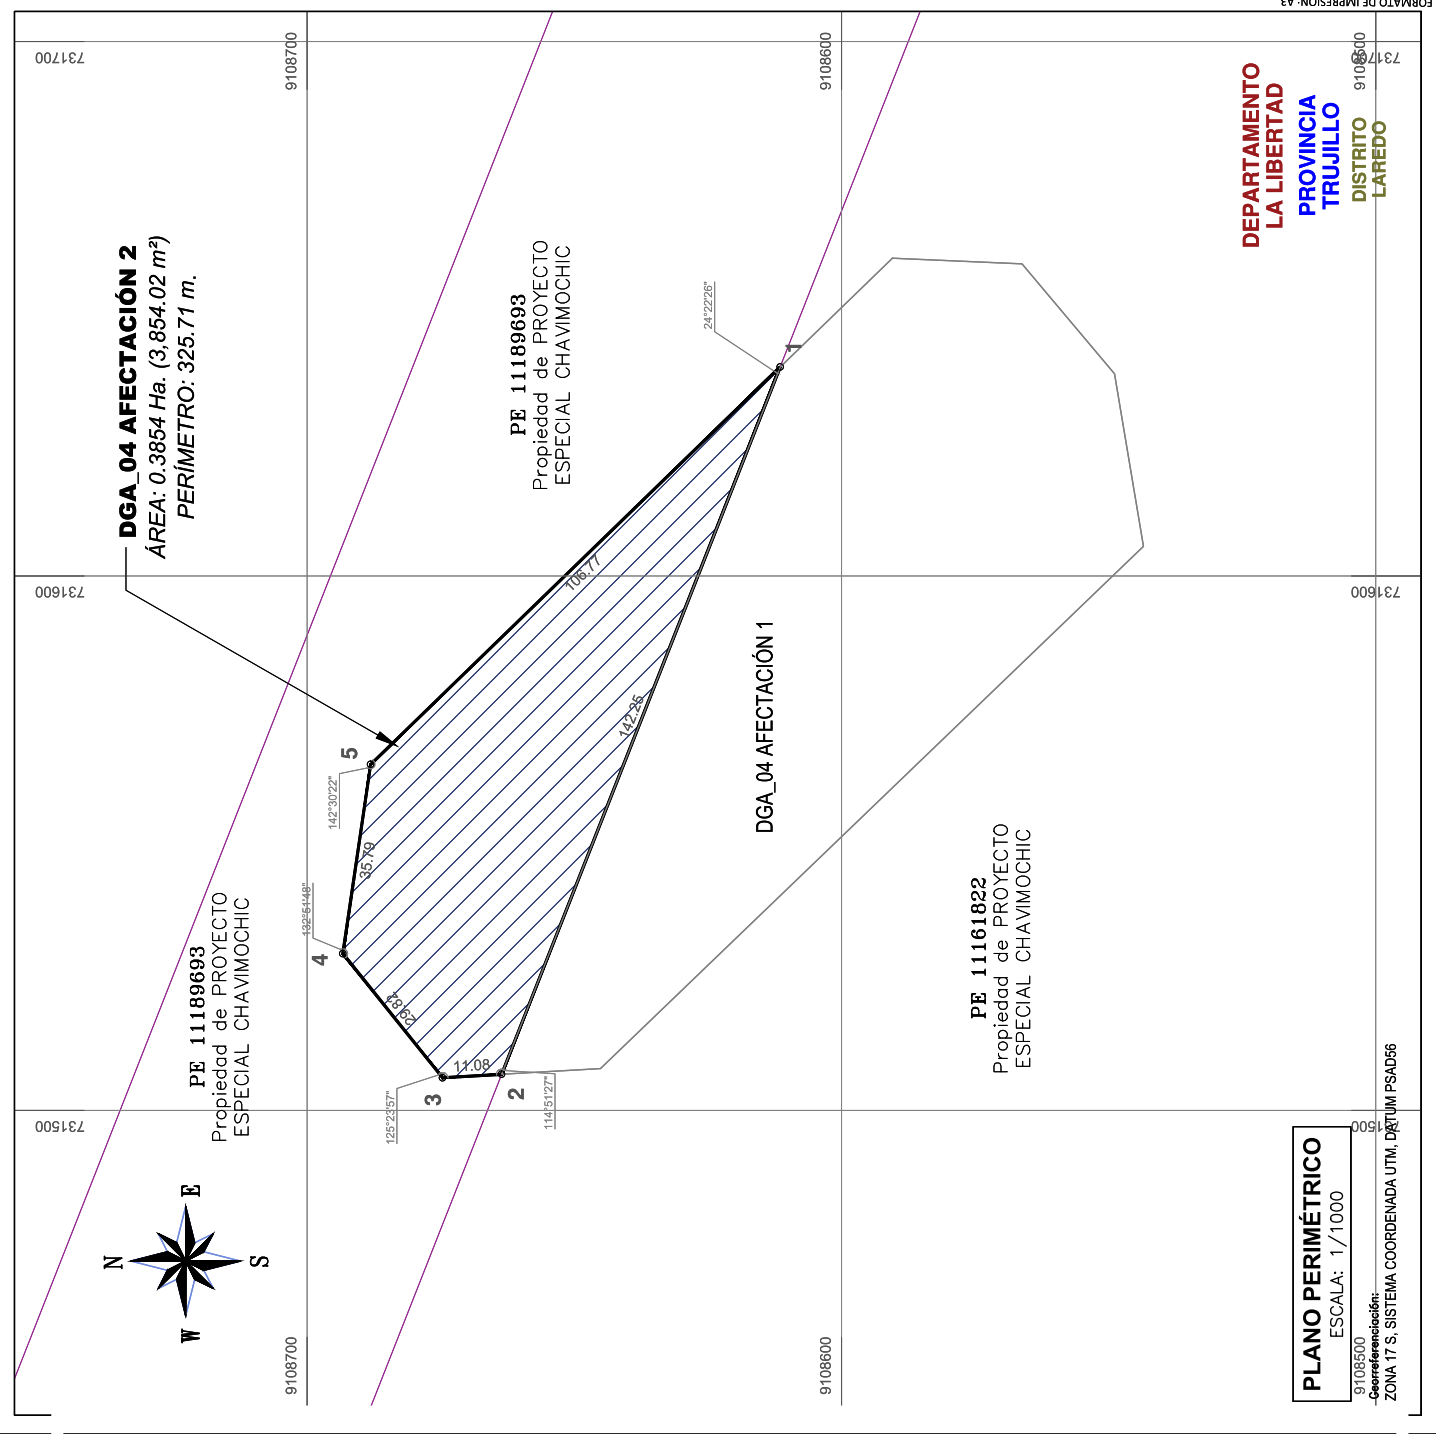 FORMATO DE IMPRESIÓN: A3
731700
9108700
9108600
9108500
731700
DEPARTAMENTO
LA LIBERTAD
PROVINCIA
TRUJILLO
DISTRITO
LAREDO
DGA_04 AFECTACIÓN 2
ÁREA: 0.3854 Ha. (3,854.02 m²)
PERÍMETRO: 325.71 m.
PE 11189693
Propiedad de PROYECTO
ESPECIAL CHAVIMOCHIC
24°22'26"
1
731600
731600
106.77
142.25
DGA_04 AFECTACIÓN 1
5
142°30'22"
35.79
132°51'48"
4
29.82
PE 11189693
Propiedad de PROYECTO
ESPECIAL CHAVIMOCHIC
PE 11161822
Propiedad de PROYECTO
ESPECIAL CHAVIMOCHIC
11.08
3
2
125°23'57"
114°51'27"
731500
731500
N
E
S
W
9108700
9108600
9108500
PLANO PERIMÉTRICO
ESCALA: 1/1000
Georreferenciación:
ZONA 17 S, SISTEMA COORDENADA UTM, DATUM PSAD56